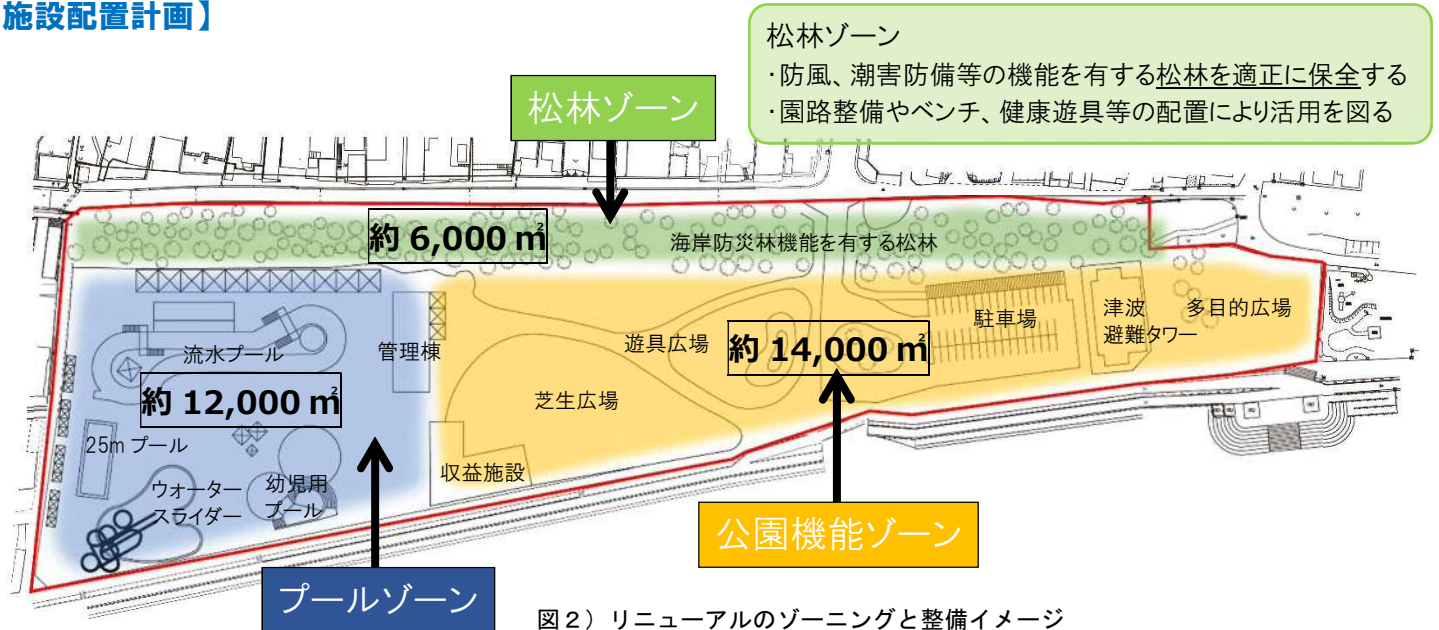 施設配置計画】
松林ゾーン
・防風、潮害防備等の機能を有する松林を適正に保全する
・園路整備やベンチ、健康遊具等の配置により活用を図る
松林ゾーン
約 6,000 ㎡
海岸防災林機能を有する松林
流水プール
管理棟
遊具広場
約 14,000 ㎡
駐車場
津波
避難タワー
多目的広場
約 12,000 ㎡
芝生広場
25m プール
ウォーター
スライダー
幼児用
プール
収益施設
公園機能ゾーン
プールゾーン
図２）リニューアルのゾーニングと整備イメージ